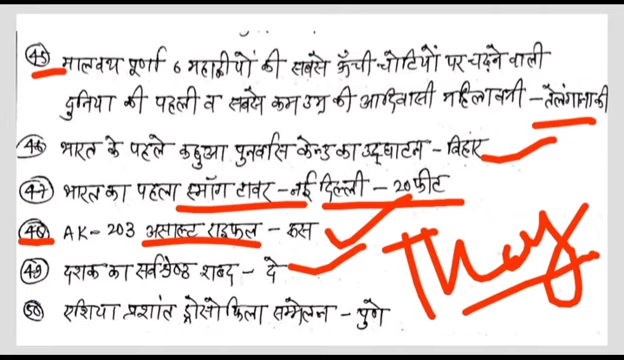 (45) मालवथ पूर्णा 6 महाद्वीपों की सबसे ऊँची चोटियों पर चढ़ने वाली
दुनिया की पहली व सबसे कम उम्र की आदिवासी महिला बनी - तेलंगाना की
(46) भारत के पहले कछुआ पुनर्वास केन्द्र का उद्घाटन - बिहार
(47) भारत का पहला स्मॉग टावर - नई दिल्ली - 20 फीट
(48) AK-203 असाल्ट राइफल - रूस
(49) दशक का सर्वश्रेष्ठ शब्द - दे
(50) एशिया प्रशांत ड्रोसोफिला सम्मेलन - पुणे